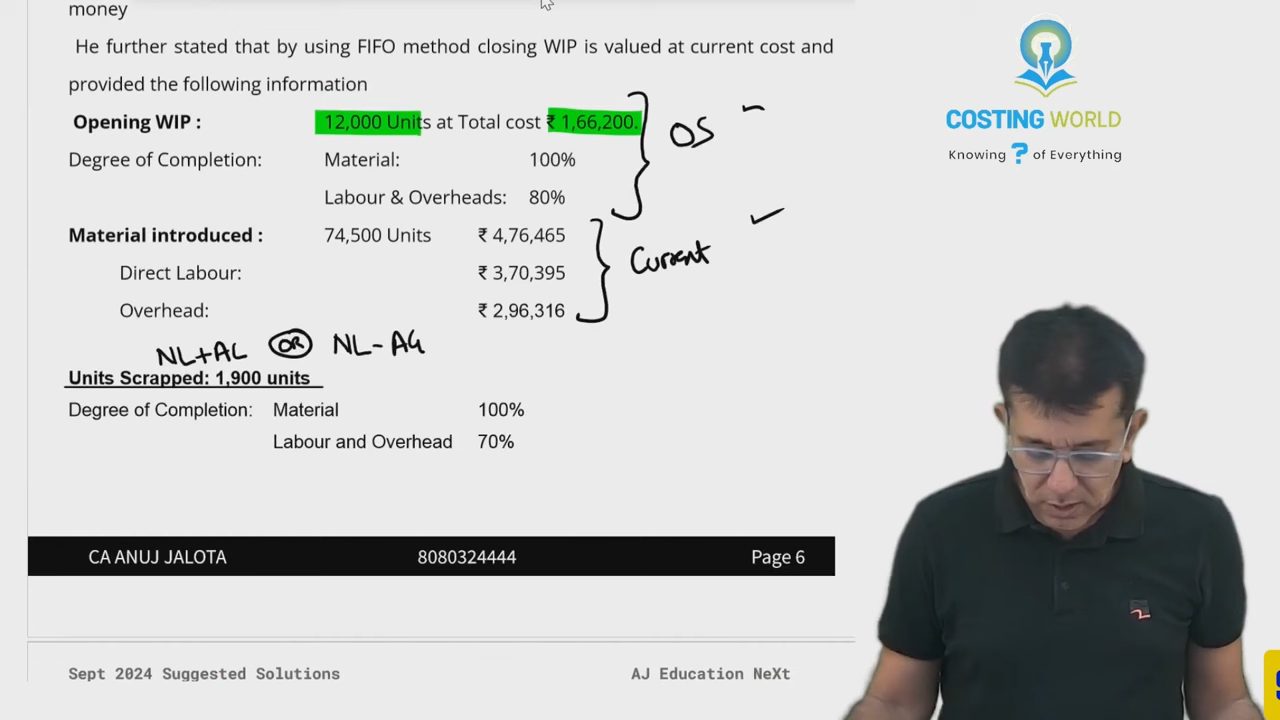 money
He further stated that by using FIFO method closing WIP is valued at current cost and
provided the following information
Opening WIP : 12,000 Units at Total cost ₹ 1,66,200.
Degree of Completion: Material: 100%
Labour & Overheads: 80%
OS
Material introduced : 74,500 Units ₹ 4,76,465
Direct Labour: ₹ 3,70,395
Overhead: ₹ 2,96,316
Current
NL+AL OR NL-AG
Units Scrapped: 1,900 units
Degree of Completion: Material 100%
Labour and Overhead 70%
CA ANUJ JALOTA 8080324444 Page 6
Sept 2024 Suggested Solutions AJ Education NeXt
COSTING WORLD
Knowing ? of Everything